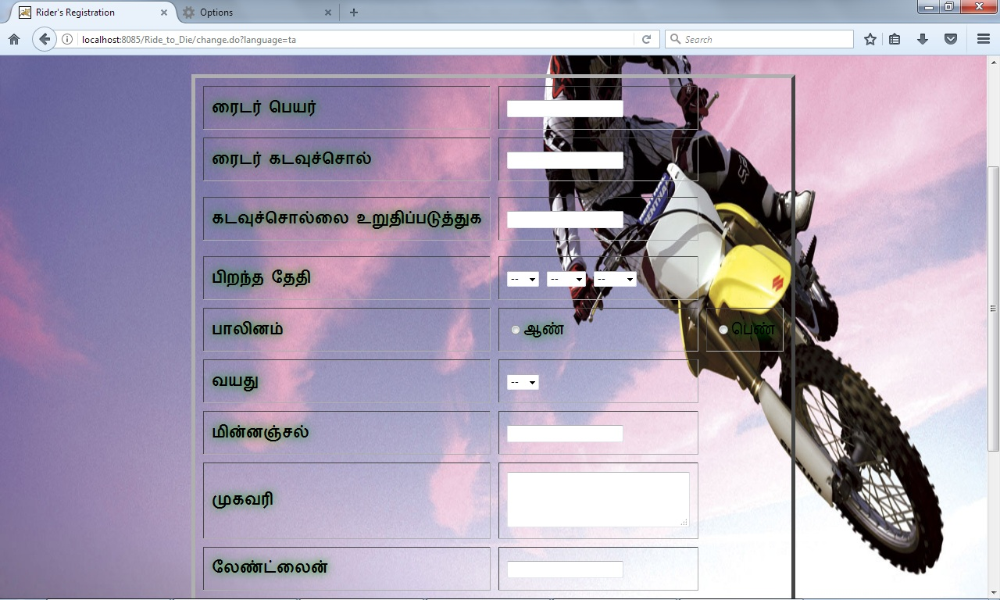 Rider's Registration
Options
localhost:8085/Ride_to_Die/change.do?language=ta
Search
ரைடர் பெயர்
ரைடர் கடவுச்சொல்
கடவுச்சொல்லை உறுதிப்படுத்துக
பிறந்த தேதி
-- -- --
பாலினம்
ஆண்
பெண்
வயது
--
மின்னஞ்சல்
முகவரி
லேண்ட்லைன்